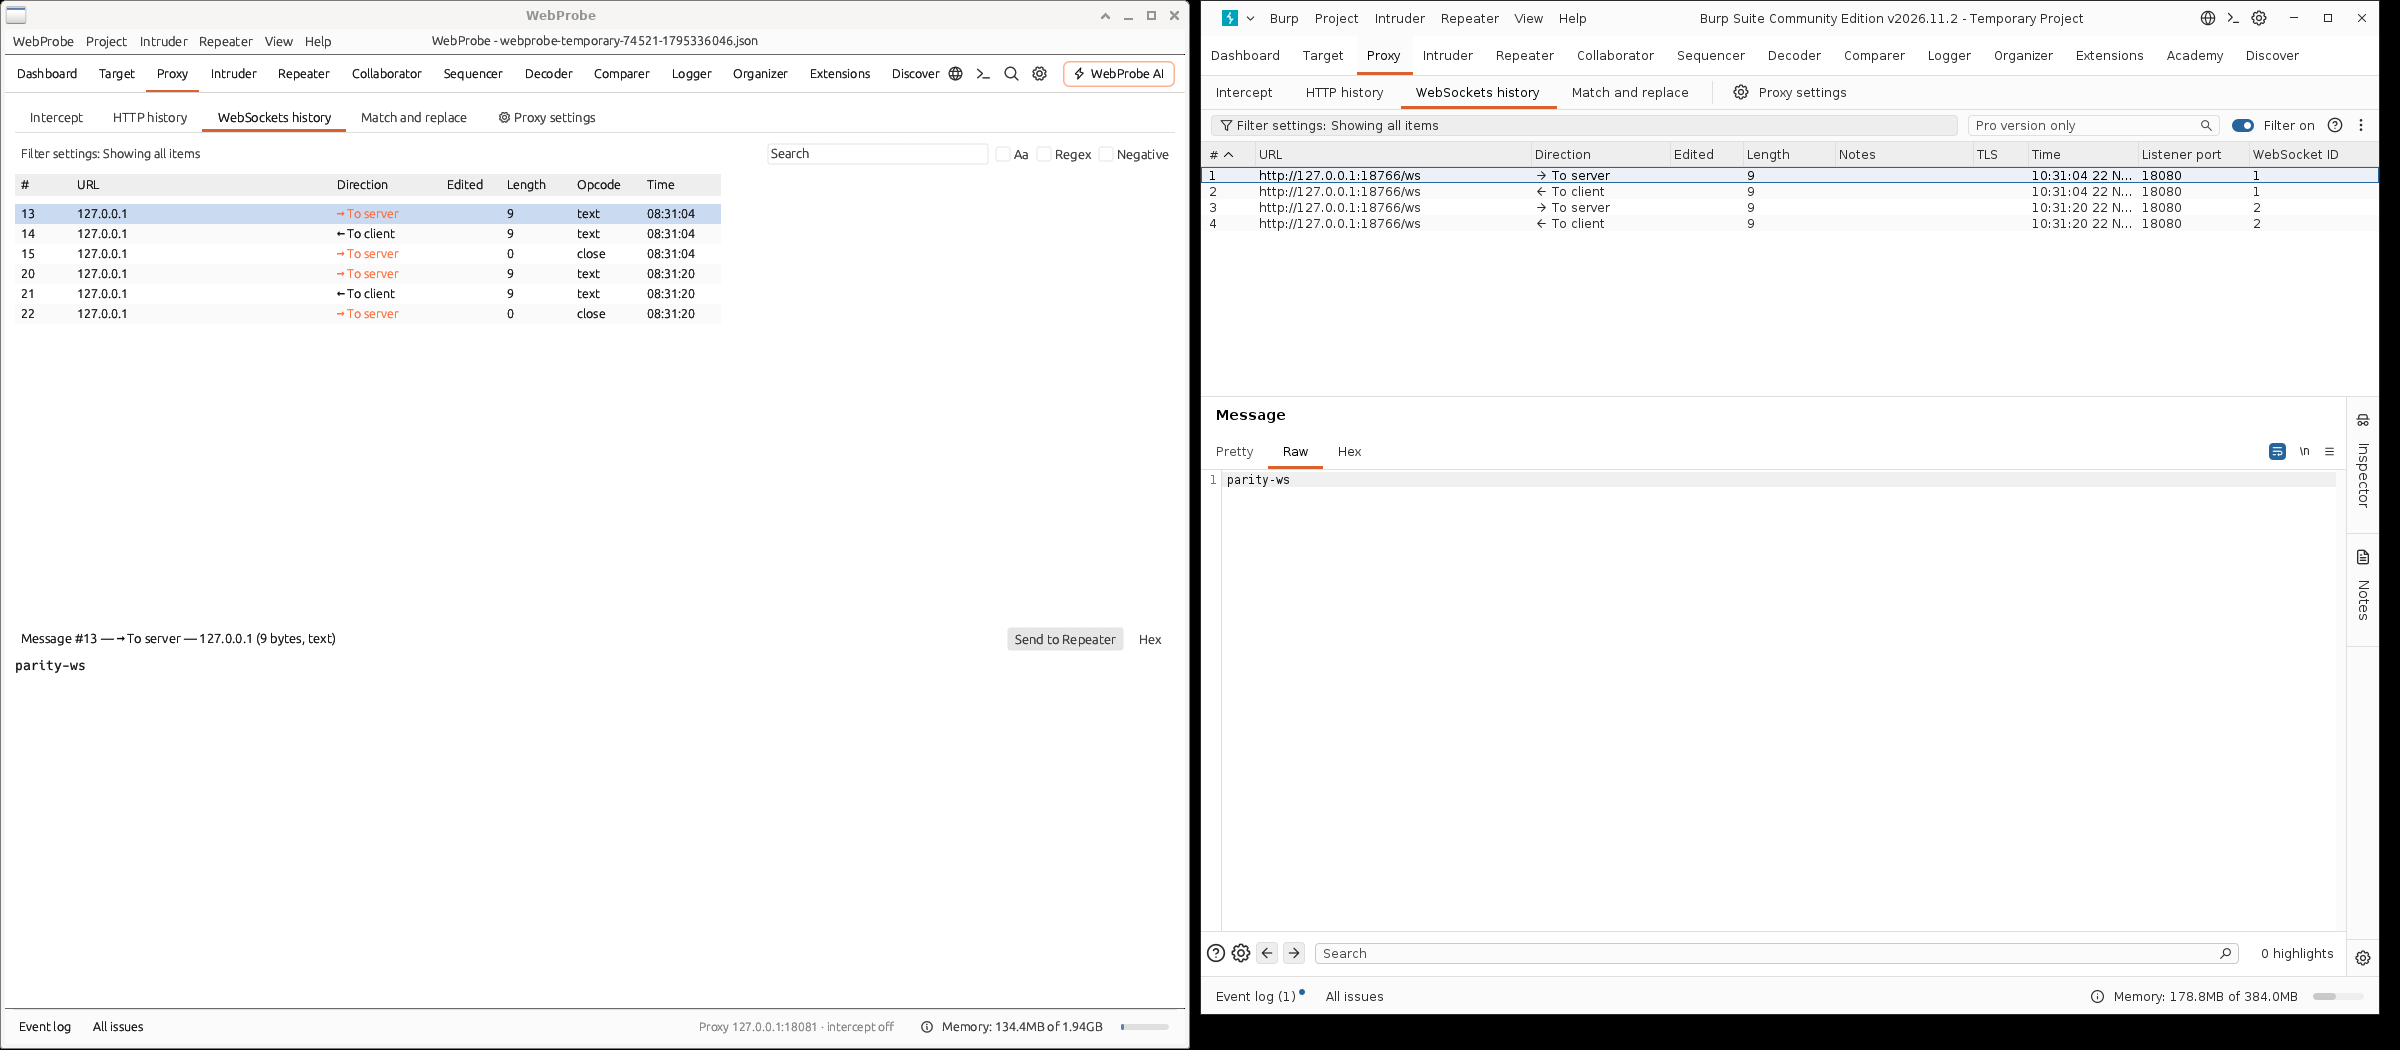 WebProbe
WebProbe Project Intruder Repeater View Help WebProbe - webprobe-temporary-74521-1795336046.json
Dashboard Target Proxy Intruder Repeater Collaborator Sequencer Decoder Comparer Logger Organizer Extensions Discover WebProbe AI
Intercept HTTP history WebSockets history Match and replace Proxy settings
Filter settings: Showing all items Search Aa Regex Negative
# URL Direction Edited Length Opcode Time
13 127.0.0.1 → To server 9 text 08:31:04
14 127.0.0.1 ← To client 9 text 08:31:04
15 127.0.0.1 → To server 0 close 08:31:04
20 127.0.0.1 → To server 9 text 08:31:20
21 127.0.0.1 ← To client 9 text 08:31:20
22 127.0.0.1 → To server 0 close 08:31:20
Message #13 — → To server — 127.0.0.1 (9 bytes, text) Send to Repeater Hex
parity-ws
Event log All issues Proxy 127.0.0.1:18081 · intercept off Memory: 134.4MB of 1.94GB
Burp Project Intruder Repeater View Help Burp Suite Community Edition v2026.11.2 - Temporary Project
Dashboard Target Proxy Intruder Repeater Collaborator Sequencer Decoder Comparer Logger Organizer Extensions Academy Discover
Intercept HTTP history WebSockets history Match and replace Proxy settings
Filter settings: Showing all items Pro version only Filter on
# URL Direction Edited Length Notes TLS Time Listener port WebSocket ID
1 http://127.0.0.1:18766/ws → To server 9 10:31:04 22 N... 18080 1
2 http://127.0.0.1:18766/ws ← To client 9 10:31:04 22 N... 18080 1
3 http://127.0.0.1:18766/ws → To server 9 10:31:20 22 N... 18080 2
4 http://127.0.0.1:18766/ws ← To client 9 10:31:20 22 N... 18080 2
Message
Pretty Raw Hex \n
1 parity-ws
Inspector
Notes
Search 0 highlights
Event log (1) All issues Memory: 178.8MB of 384.0MB